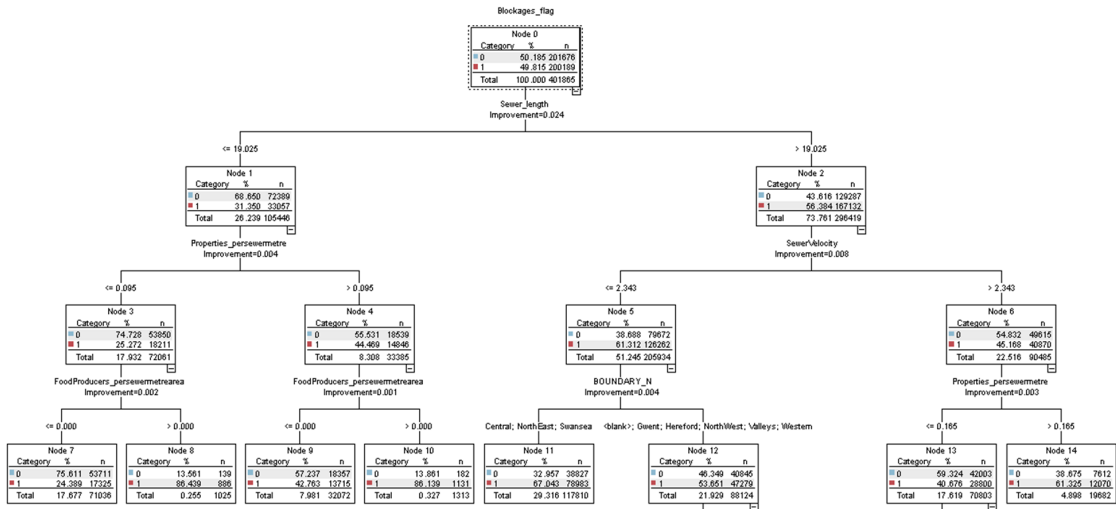 Blockages_flag
Node 0
Category % n
0 50.185 201676
1 49.815 200189
Total 100.000 401865
Sewer_length
Improvement=0.024
<= 19.025
> 19.025
Node 1
Category % n
0 68.650 72389
1 31.350 33057
Total 26.239 105446
Node 2
Category % n
0 43.616 129287
1 56.384 167132
Total 73.761 296419
Properties_persewermetre
Improvement=0.004
SewerVelocity
Improvement=0.008
<= 0.095
> 0.095
<= 2.343
> 2.343
Node 3
Category % n
0 74.728 53850
1 25.272 18211
Total 17.932 72061
Node 4
Category % n
0 55.531 18539
1 44.469 14846
Total 8.308 33385
Node 5
Category % n
0 38.688 79672
1 61.312 126262
Total 51.245 205934
Node 6
Category % n
0 54.832 49615
1 45.168 40870
Total 22.516 90485
FoodProducers_persewermetrearea
Improvement=0.002
FoodProducers_persewermetrearea
Improvement=0.001
BOUNDARY_N
Improvement=0.004
Properties_persewermetre
Improvement=0.003
<= 0.000
> 0.000
<= 0.000
> 0.000
Central; NorthEast; Swansea
<blank>; Gwent; Hereford; NorthWest; Valleys; Western
<= 0.165
> 0.165
Node 7
Category % n
0 75.611 53711
1 24.389 17325
Total 17.677 71036
Node 8
Category % n
0 13.561 139
1 86.439 886
Total 0.255 1025
Node 9
Category % n
0 57.237 18357
1 42.763 13715
Total 7.981 32072
Node 10
Category % n
0 13.861 182
1 86.139 1131
Total 0.327 1313
Node 11
Category % n
0 32.957 38827
1 67.043 78983
Total 29.316 117810
Node 12
Category % n
0 46.349 40845
1 53.651 47279
Total 21.929 88124
Node 13
Category % n
0 59.324 42003
1 40.676 28800
Total 17.619 70803
Node 14
Category % n
0 38.675 7612
1 61.325 12070
Total 4.898 19682